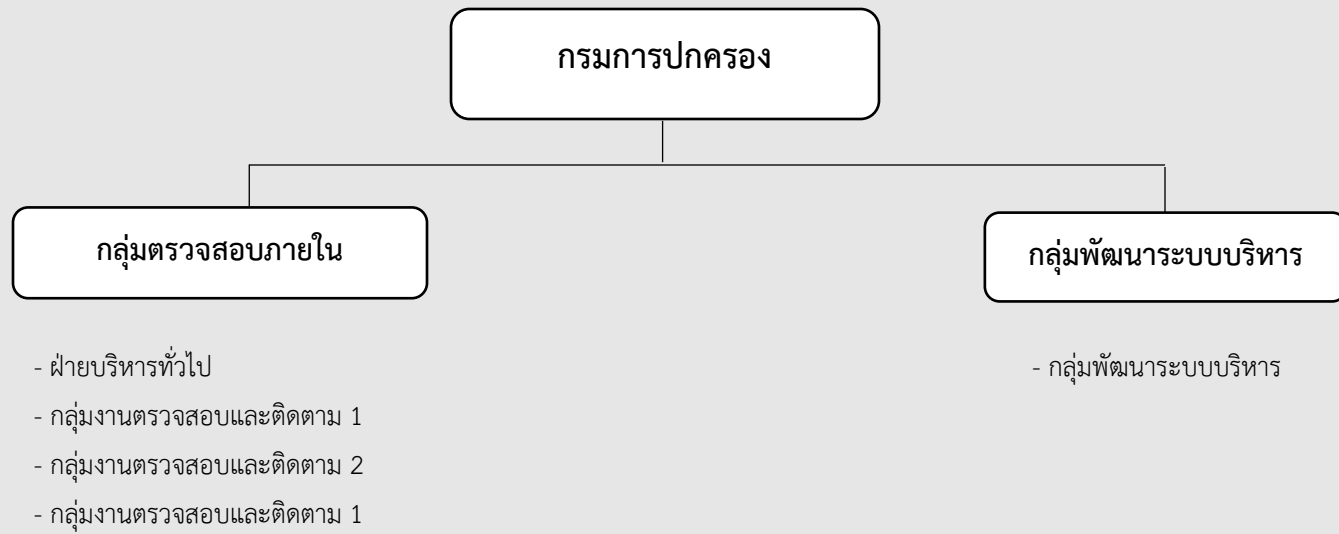 กรมการปกครอง
กลุ่มตรวจสอบภายใน
- ฝ่ายบริหารทั่วไป
- กลุ่มงานตรวจสอบและติดตาม 1
- กลุ่มงานตรวจสอบและติดตาม 2
- กลุ่มงานตรวจสอบและติดตาม 1
กลุ่มพัฒนาระบบบริหาร
- กลุ่มพัฒนาระบบบริหาร